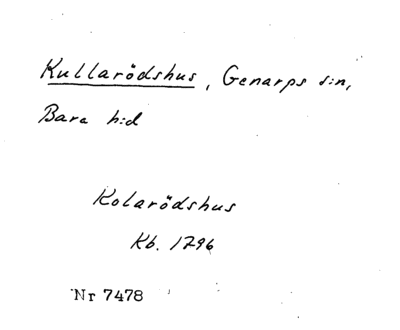 Kullarödshus, Genarps s:n,
Bara h:d
Kolarödshus
Kb. 1796
Nr 7478